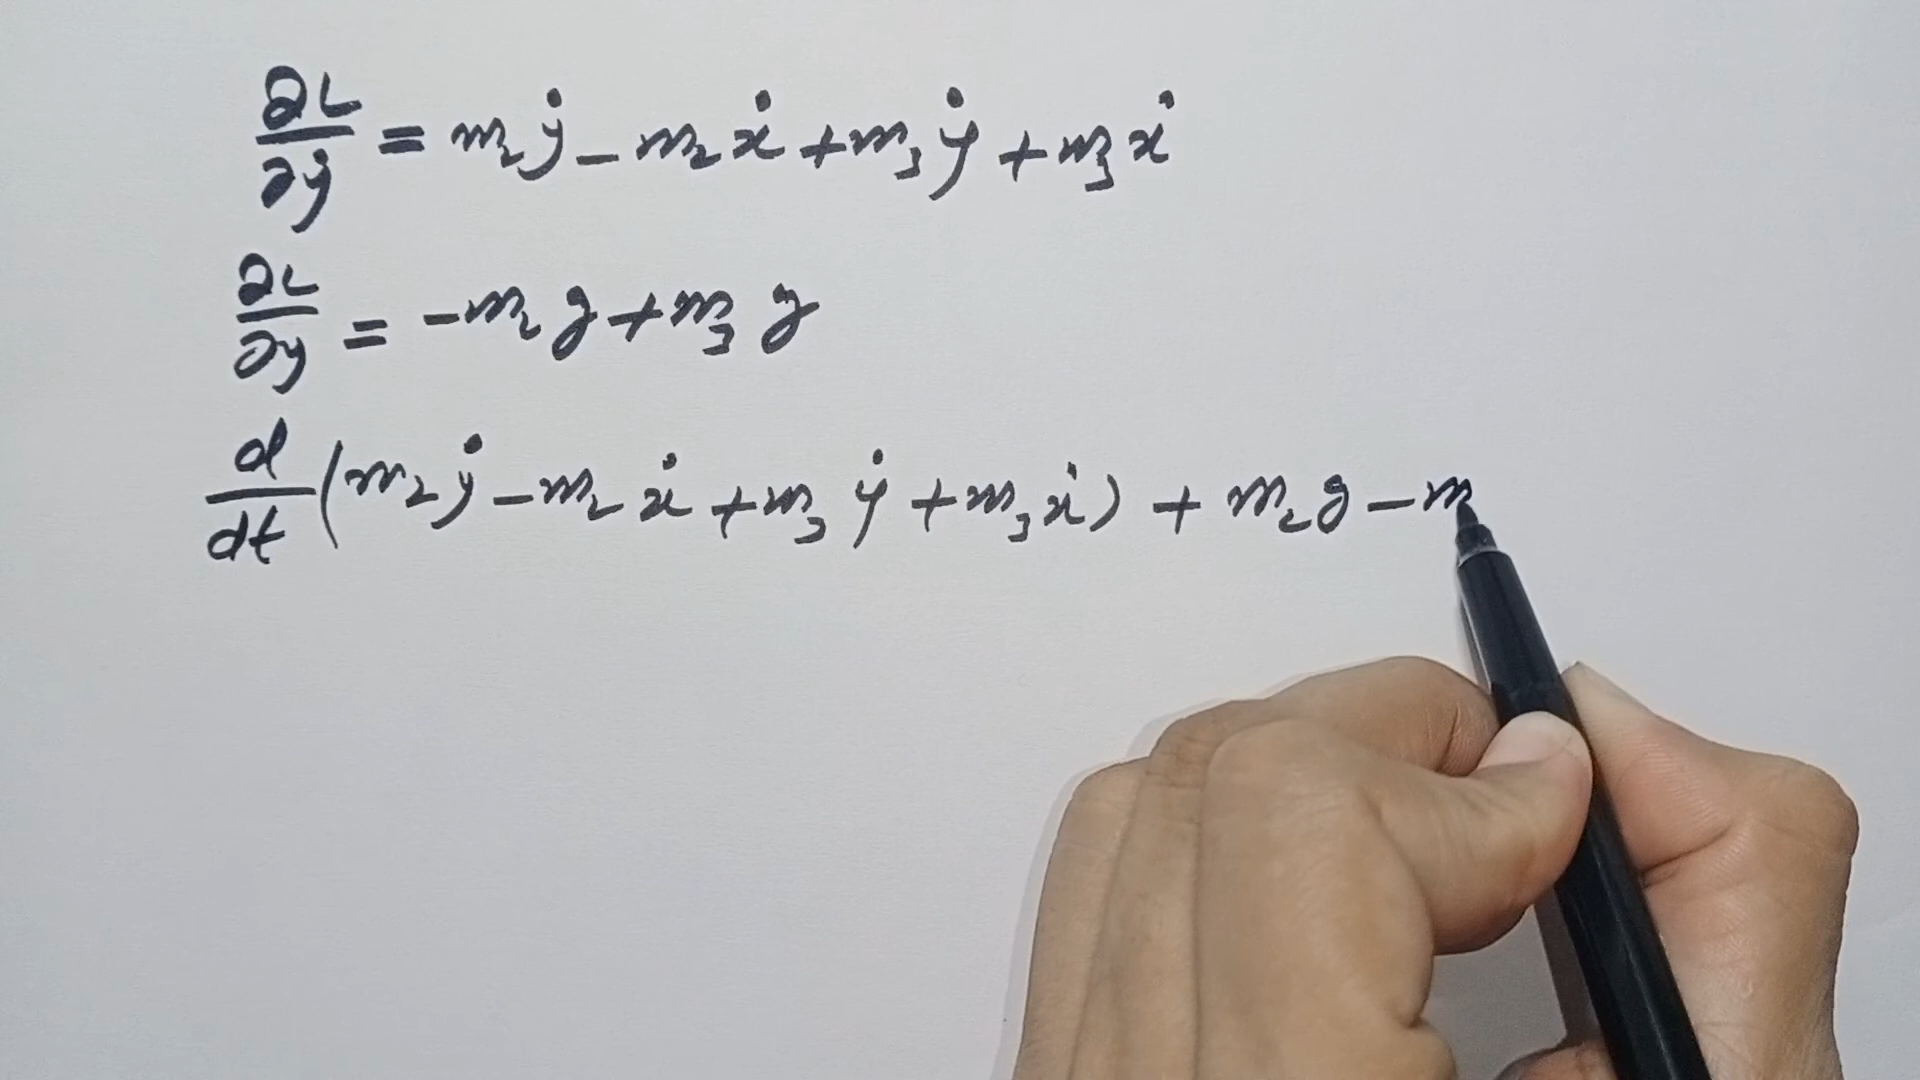 ∂L/∂ẏ = m₂ẏ – m₂ẋ + m₃ẏ + m₃ẋ
∂L/∂y = –m₂g + m₃g
d/dt (m₂ẏ – m₂ẋ + m₃ẏ + m₃ẋ) + m₂g – m